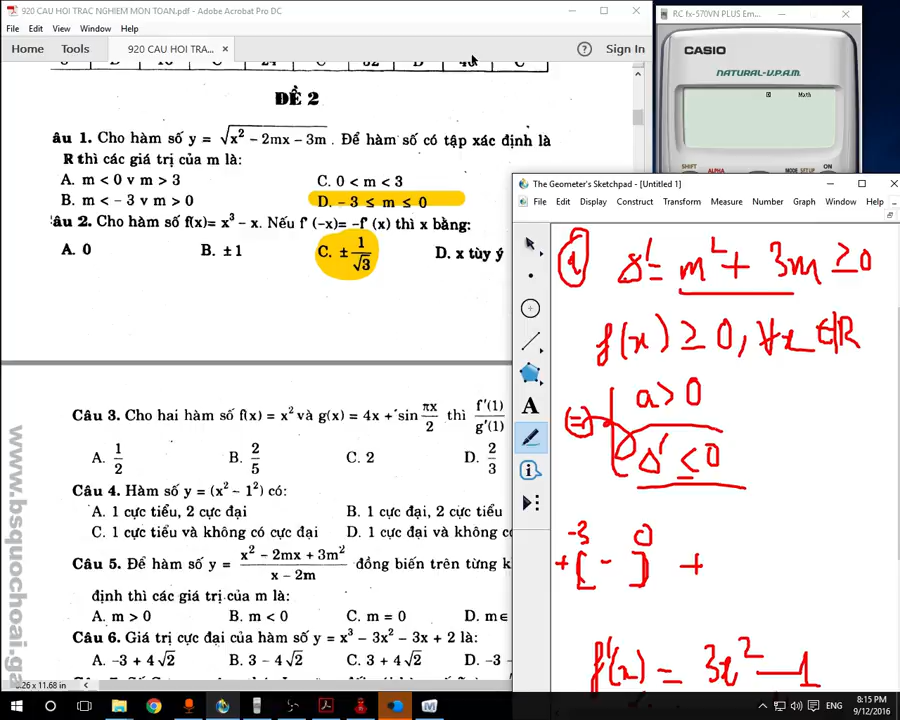 920 CAU HOI TRAC NGHIEM MON TOAN.pdf - Adobe Acrobat Pro DC
File Edit View Window Help
Home Tools 920 CAU HOI TRA... × Sign In
ĐỀ 2
âu 1. Cho hàm số y = √(x² − 2mx − 3m). Để hàm số có tập xác định là
R thì các giá trị của m là:
A. m < 0 v m > 3 C. 0 < m < 3
B. m < − 3 v m > 0 D. − 3 ≤ m ≤ 0
âu 2. Cho hàm số f(x)= x³ − x. Nếu f'(−x)= −f'(x) thì x bằng:
A. 0 B. ± 1 C. ± 1/√3 D. x tùy ý
Câu 3. Cho hai hàm số f(x) = x² và g(x) = 4x + sin πx/2 thì f'(1)/g'(1)
A. 1/2 B. 2/5 C. 2 D. 2/3
Câu 4. Hàm số y = (x² − 1²) có:
A. 1 cực tiểu, 2 cực đại B. 1 cực đại, 2 cực tiểu
C. 1 cực tiểu và không có cực đại D. 1 cực đại và không c
Câu 5. Để hàm số y = (x² − 2mx + 3m²)/(x − 2m) đồng biến trên từng k
định thì các giá trị của m là:
A. m > 0 B. m < 0 C. m = 0 D. m∈
Câu 6. Giá trị cực đại của hàm số y = x³ − 3x² − 3x + 2 là:
A. −3 + 4√2 B. 3 − 4√2 C. 3 + 4√2 D. −3
www.bsquochoai.ga
8.26 x 11.68 in
RC fx-570VN PLUS Em...
CASIO
NATURAL-V.P.A.M.
Math
SHIFT ALPHA MODE SETUP ON
The Geometer's Sketchpad - [Untitled 1]
File Edit Display Construct Transform Measure Number Graph Window
A
1 Δ' = m² + 3m ≥ 0
f(x) ≥ 0, ∀x ∈ R
a > 0
Δ' ≤ 0
-3 0
+ [ - ] +
f'(x) = 3x² − 1
ENG
8:15 PM
9/12/2016